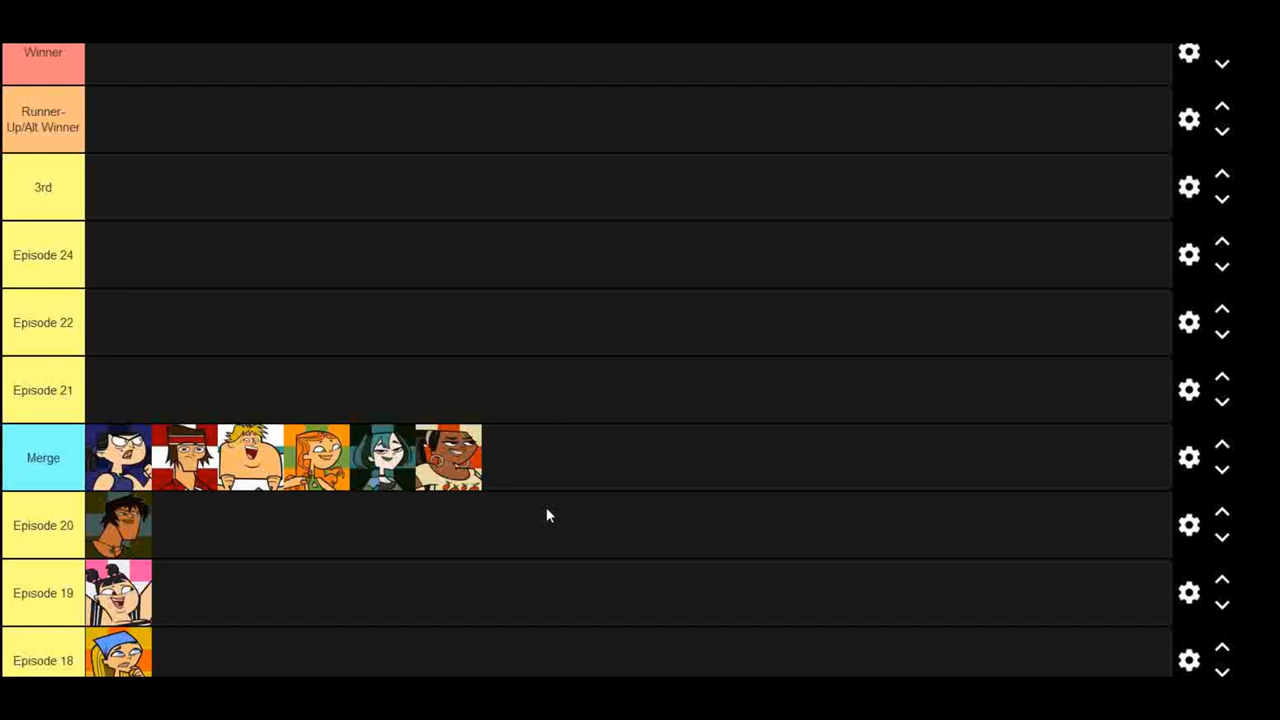 Winner
Runner-
Up/Alt Winner
3rd
Episode 24
Episode 22
Episode 21
Merge
Episode 20
Episode 19
Episode 18